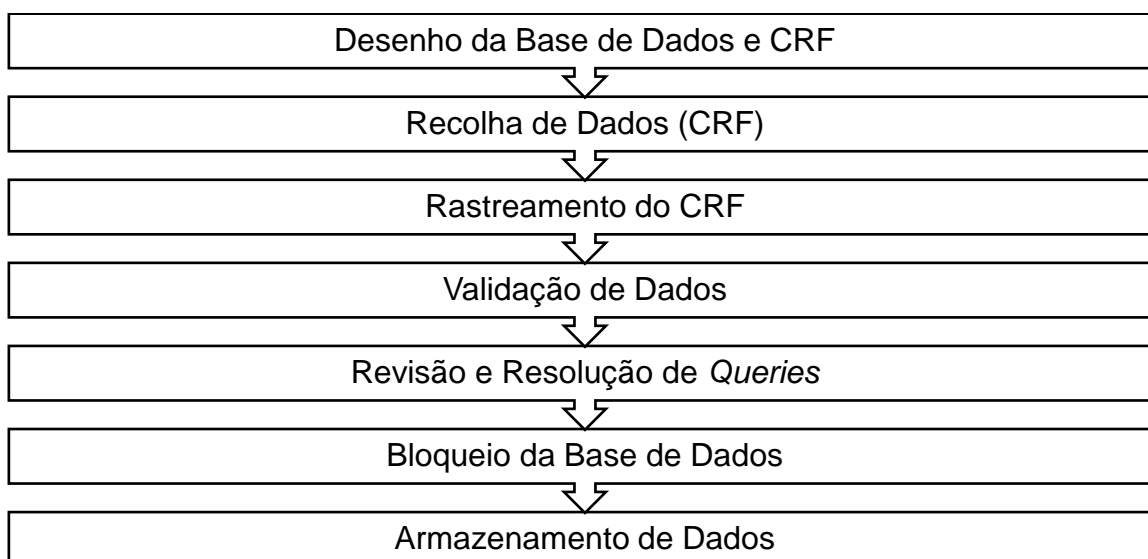 Desenho da Base de Dados e CRF
Recolha de Dados (CRF)
Rastreamento do CRF
Validação de Dados
Revisão e Resolução de Queries
Bloqueio da Base de Dados
Armazenamento de Dados